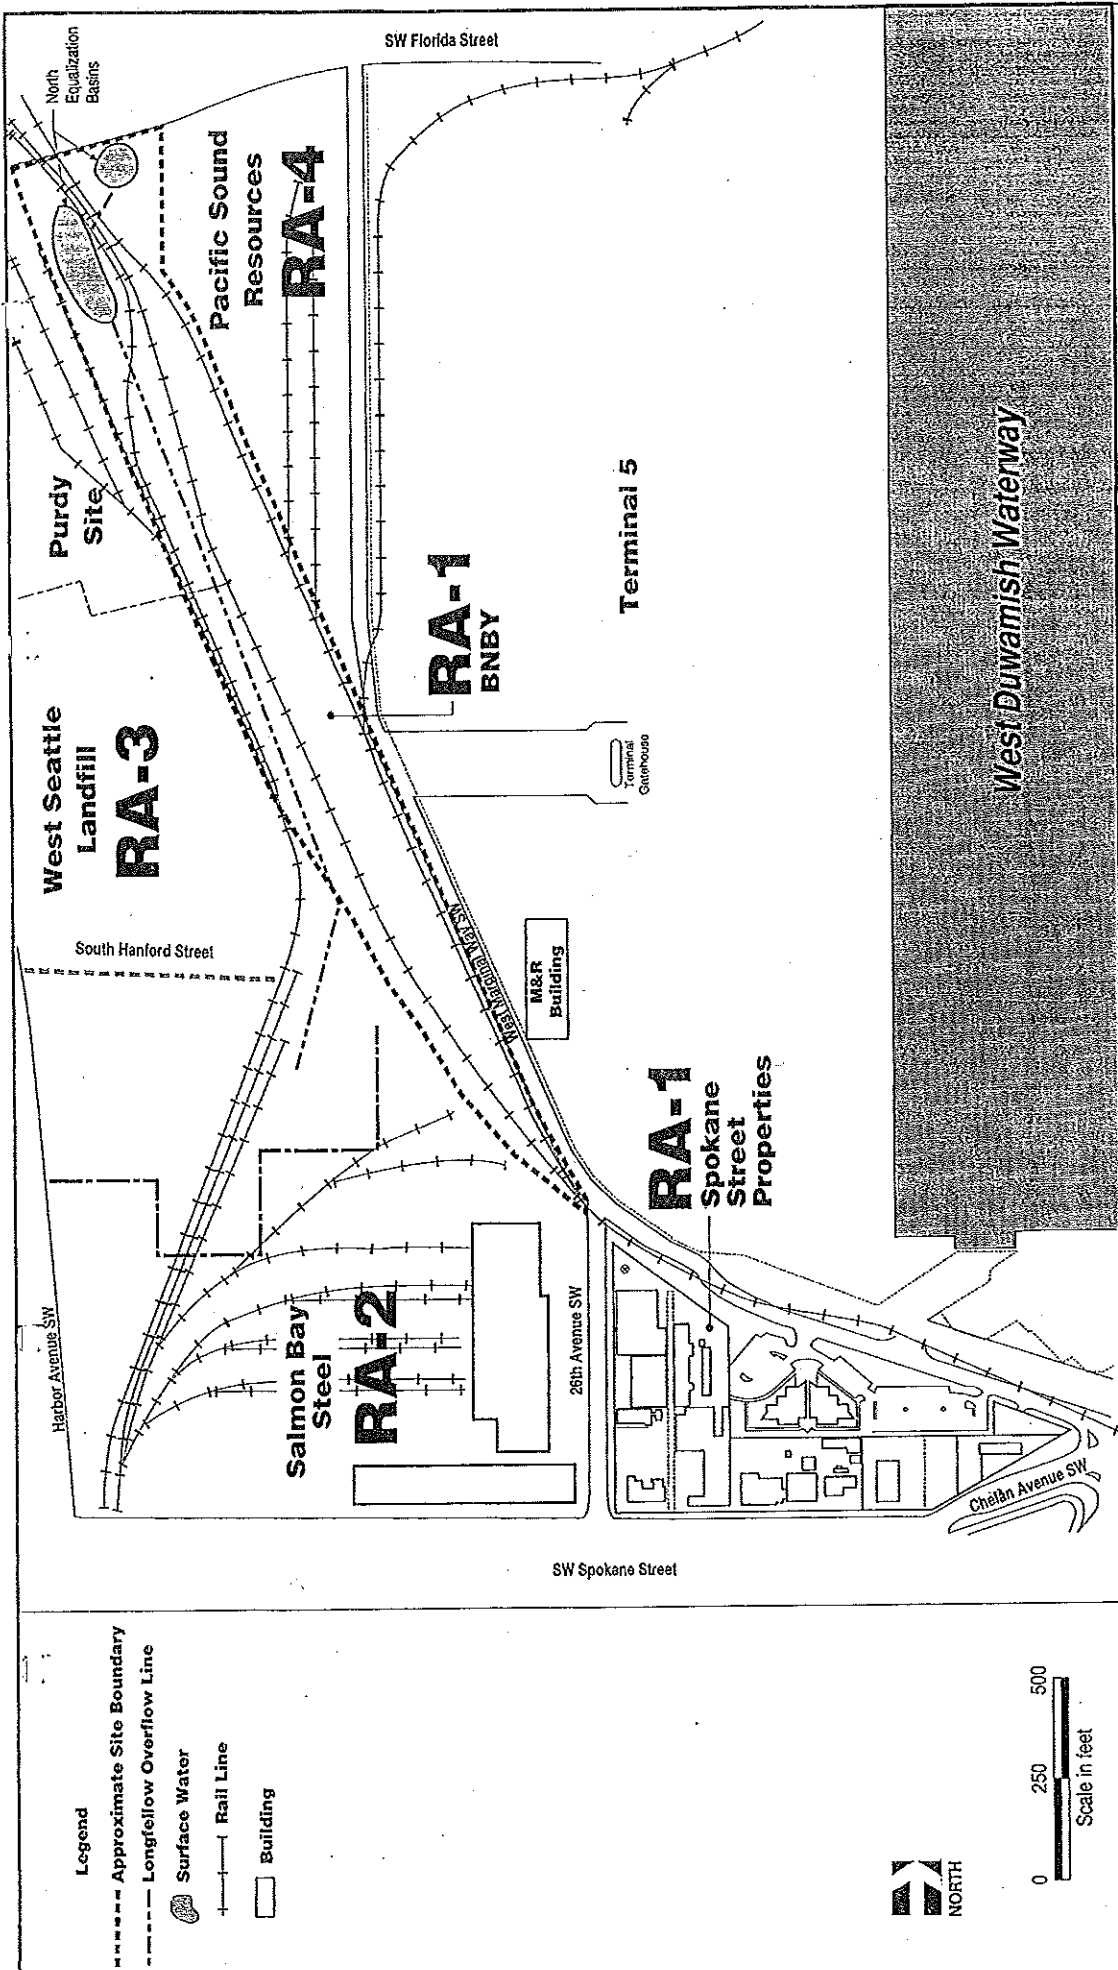 SW Florida Street
North
Equalization
Basins
Pacific Sound
Resources
RA-4
Purdy
Site
West Seattle
Landfill
RA-3
RA-1
BNBY
Terminal 5
Terminal
Gatehouse
West Duwamish Waterway
South Hanford Street
West Marginal Way SW
M&R
Building
RA-1
Spokane
Street
Properties
Harbor Avenue SW
Salmon Bay
Steel
RA-2
26th Avenue SW
Chelan Avenue SW
SW Spokane Street
Legend
Approximate Site Boundary
Longfellow Overflow Line
Surface Water
Rail Line
Building
NORTH
0 250 500
Scale in feet